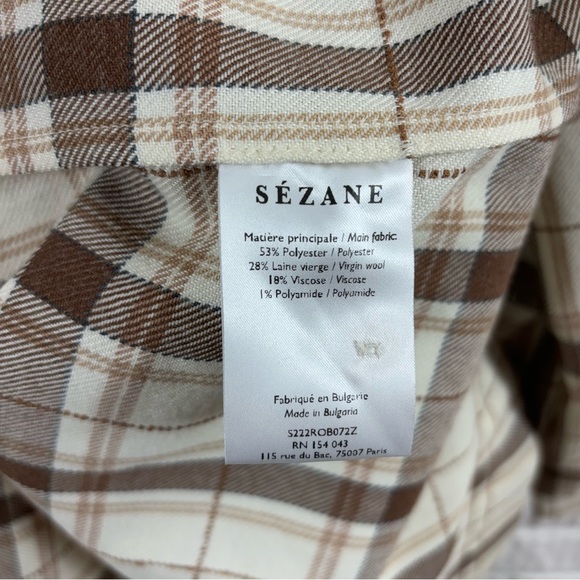 SÉZANE
Matière principale / Main fabric:
53% Polyester / Polyester
28% Laine vierge / Virgin wool
18% Viscose / Viscose
1% Polyamide / Polyamide
Fabriqué en Bulgarie
Made in Bulgaria
S222ROB072Z
RN 154 043
115 rue du Bac, 75007 Paris